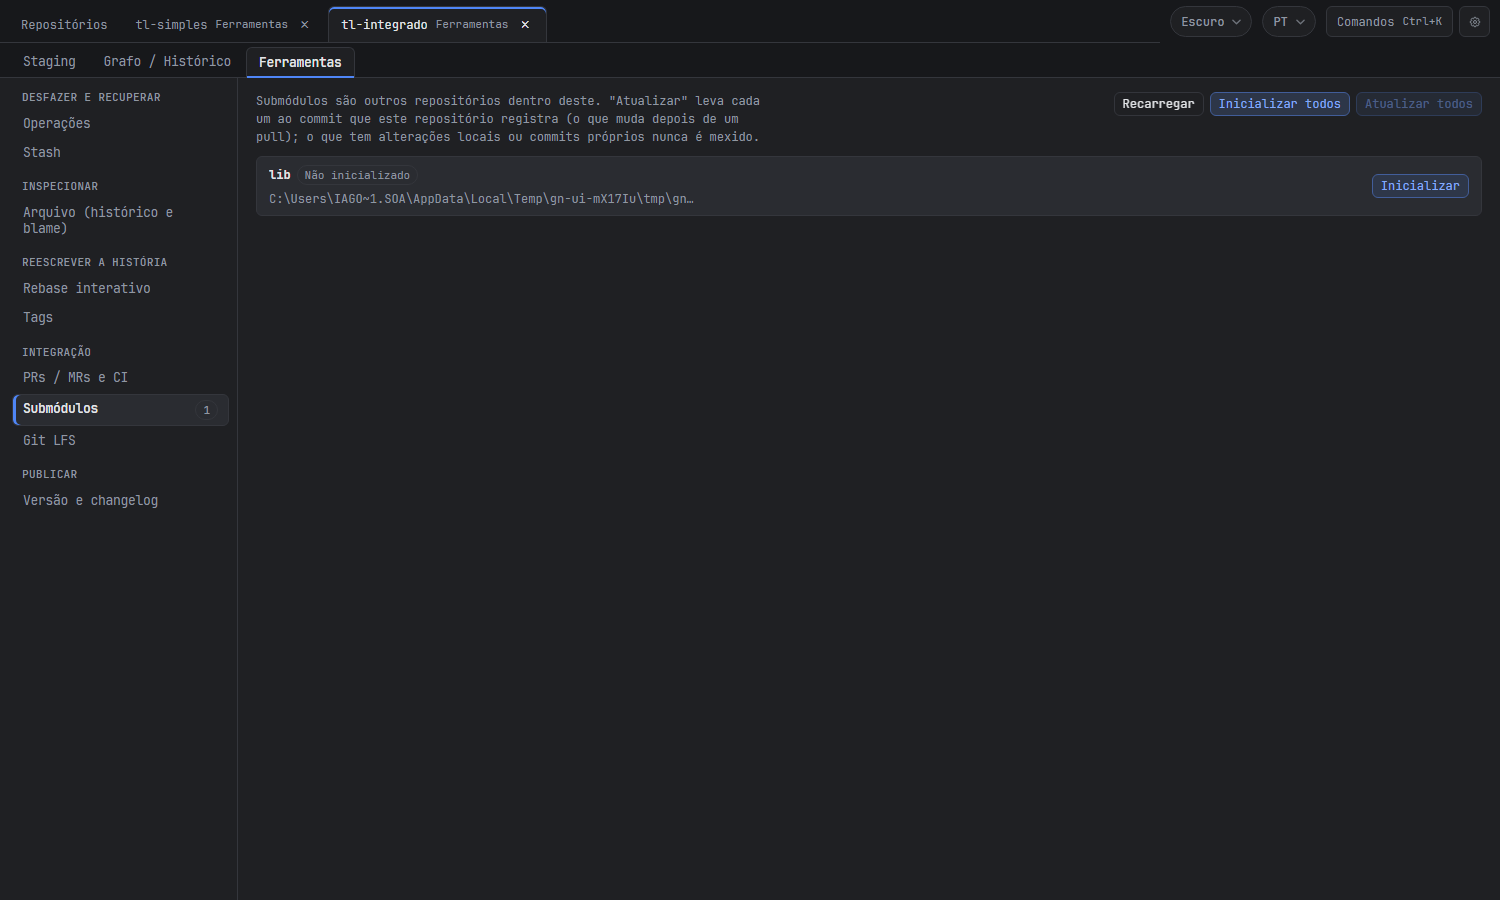 Repositórios tl-simples Ferramentas × tl-integrado Ferramentas × Escuro PT Comandos Ctrl+K
Staging Grafo / Histórico Ferramentas
DESFAZER E RECUPERAR
Operações
Stash
INSPECIONAR
Arquivo (histórico e
blame)
REESCREVER A HISTÓRIA
Rebase interativo
Tags
INTEGRAÇÃO
PRs / MRs e CI
Submódulos 1
Git LFS
PUBLICAR
Versão e changelog
Submódulos são outros repositórios dentro deste. "Atualizar" leva cada
um ao commit que este repositório registra (o que muda depois de um
pull); o que tem alterações locais ou commits próprios nunca é mexido.
Recarregar Inicializar todos Atualizar todos
lib Não inicializado
C:\Users\IAGO~1.SOA\AppData\Local\Temp\gn-ui-mX17Iu\tmp\gn…
Inicializar